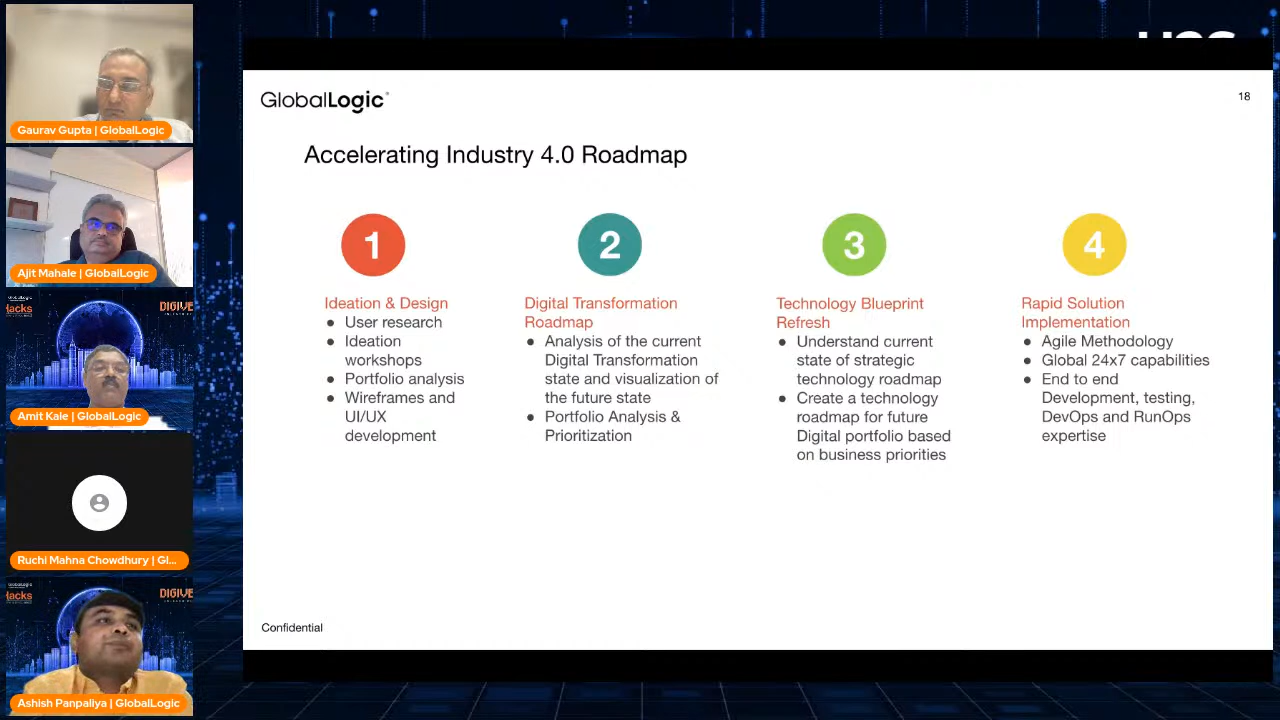 Gaurav Gupta | GlobalLogic
Ajit Mahale | GlobalLogic
GlobalLogic
Hacks
Amit Kale | GlobalLogic
Ruchi Mahna Chowdhury | Gl...
GlobalLogic
Hacks
Ashish Panpaliya | GlobalLogic
GlobalLogic
18
Accelerating Industry 4.0 Roadmap
1
Ideation & Design
● User research
● Ideation
workshops
● Portfolio analysis
● Wireframes and
UI/UX
development
2
Digital Transformation
Roadmap
● Analysis of the current
Digital Transformation
state and visualization of
the future state
● Portfolio Analysis &
Prioritization
3
Technology Blueprint
Refresh
● Understand current
state of strategic
technology roadmap
● Create a technology
roadmap for future
Digital portfolio based
on business priorities
4
Rapid Solution
Implementation
● Agile Methodology
● Global 24x7 capabilities
● End to end
Development, testing,
DevOps and RunOps
expertise
Confidential